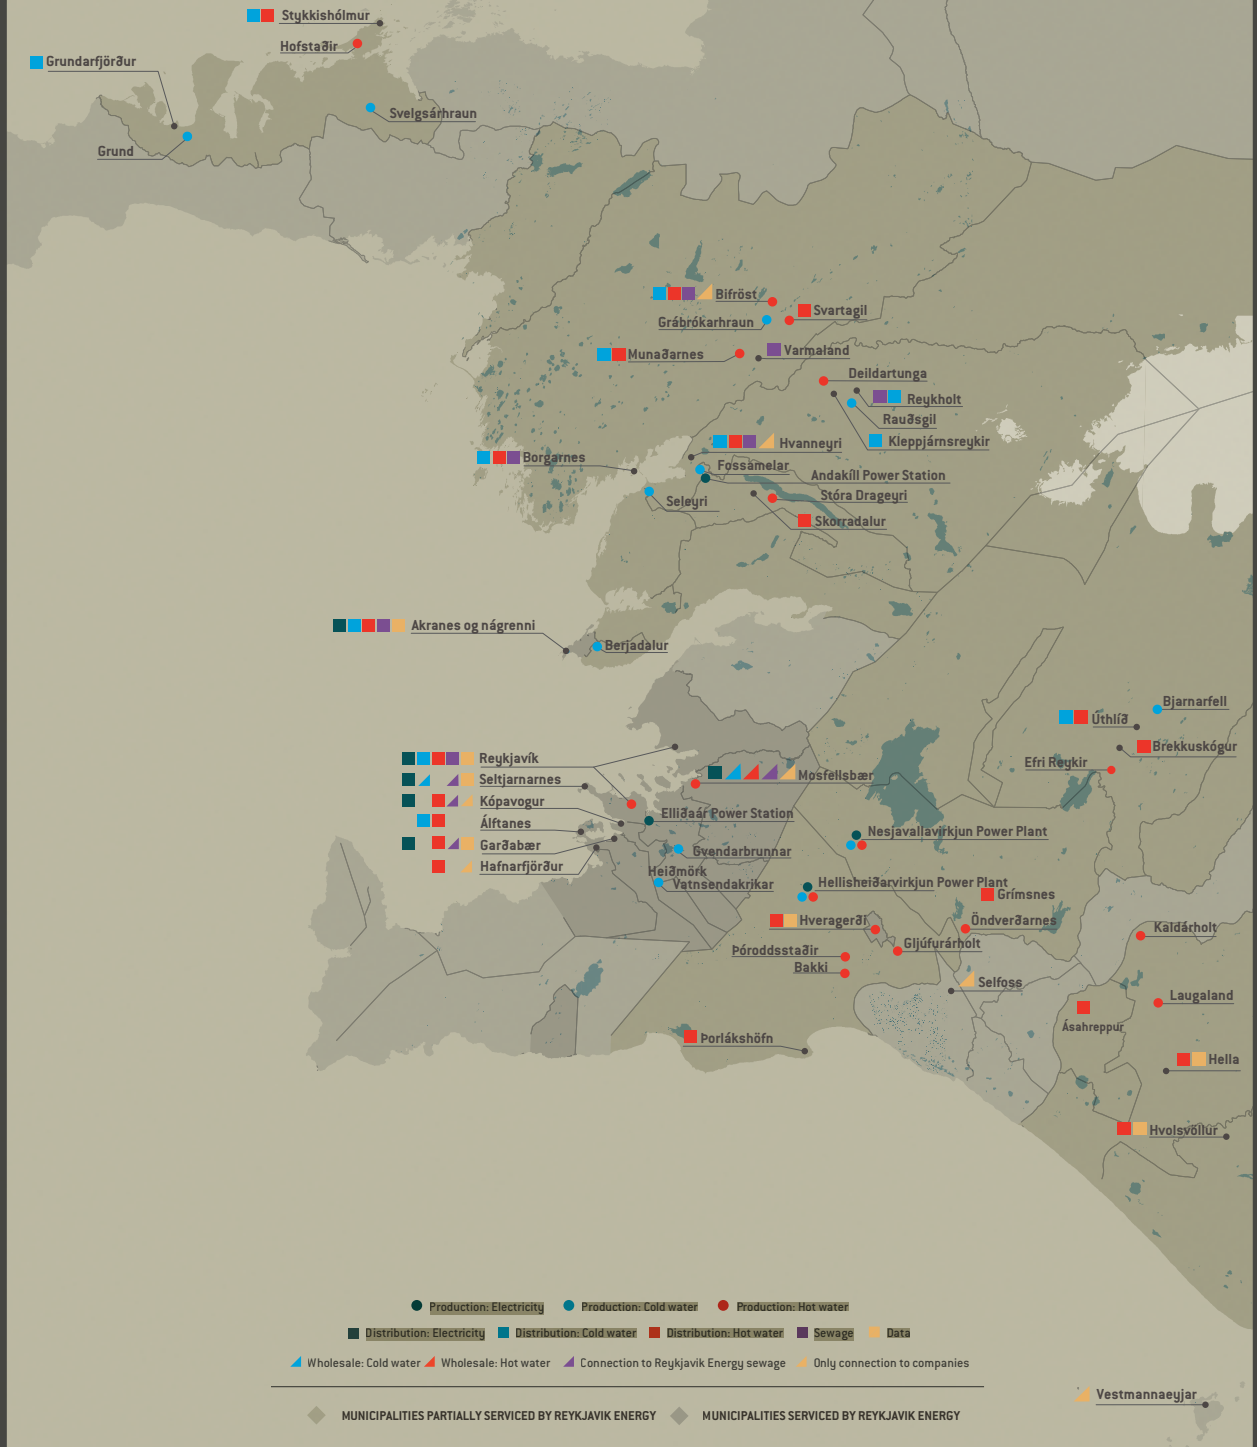 Stykkishólmur
Hofstaðir
Grundarfjörður
Svelgsárhraun
Grund
Bifröst
Svartagil
Grábrókarhraun
Varmaland
Munaðarnes
Deildartunga
Reykholt
Rauðsgil
Hvanneyri
Kleppjárnsreykir
Borgarnes
Fossamelar
Andakíll Power Station
Seleyri
Stóra Drageyri
Skorradalur
Akranes og nágrenni
Berjadalur
Bjarnarfell
Úthlíð
Brekkuskógur
Efri Reykir
Reykjavík
Mosfellsbær
Seltjarnarnes
Kópavogur
Elliðaár Power Station
Álftanes
Nesjavallavirkjun Power Plant
Garðabær
Gvendarbrunnar
Hafnarfjörður
Heiðmörk
Vatnsendakrikar
Hellisheiðarvirkjun Power Plant
Grímsnes
Hveragerði
Öndverðarnes
Kaldárholt
Gljúfurárholt
Þóroddsstaðir
Bakki
Selfoss
Laugaland
Ásahreppur
Þorlákshöfn
Hella
Hvolsvöllur
Production: Electricity Production: Cold water Production: Hot water
Distribution: Electricity Distribution: Cold water Distribution: Hot water Sewage Data
Wholesale: Cold water Wholesale: Hot water Connection to Reykjavik Energy sewage Only connection to companies
Vestmannaeyjar
MUNICIPALITIES PARTIALLY SERVICED BY REYKJAVIK ENERGY MUNICIPALITIES SERVICED BY REYKJAVIK ENERGY